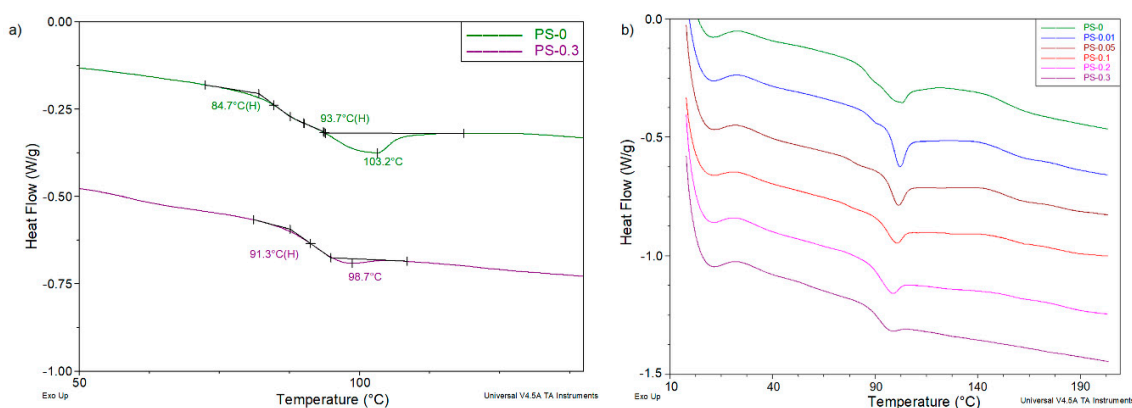 a)
0.00
-0.25
-0.50
-0.75
-1.00
Heat Flow (W/g)
PS-0
PS-0.3
84.7°C(H)
93.7°C(H)
103.2°C
91.3°C(H)
98.7°C
50
100
Exo Up
Temperature (°C)
Universal V4.5A TA Instruments
b)
0.0
-0.5
-1.0
-1.5
Heat Flow (W/g)
PS-0
PS-0.01
PS-0.05
PS-0.1
PS-0.2
PS-0.3
10
40
90
140
190
Exo Up
Temperature (°C)
Universal V4.5A TA Instruments